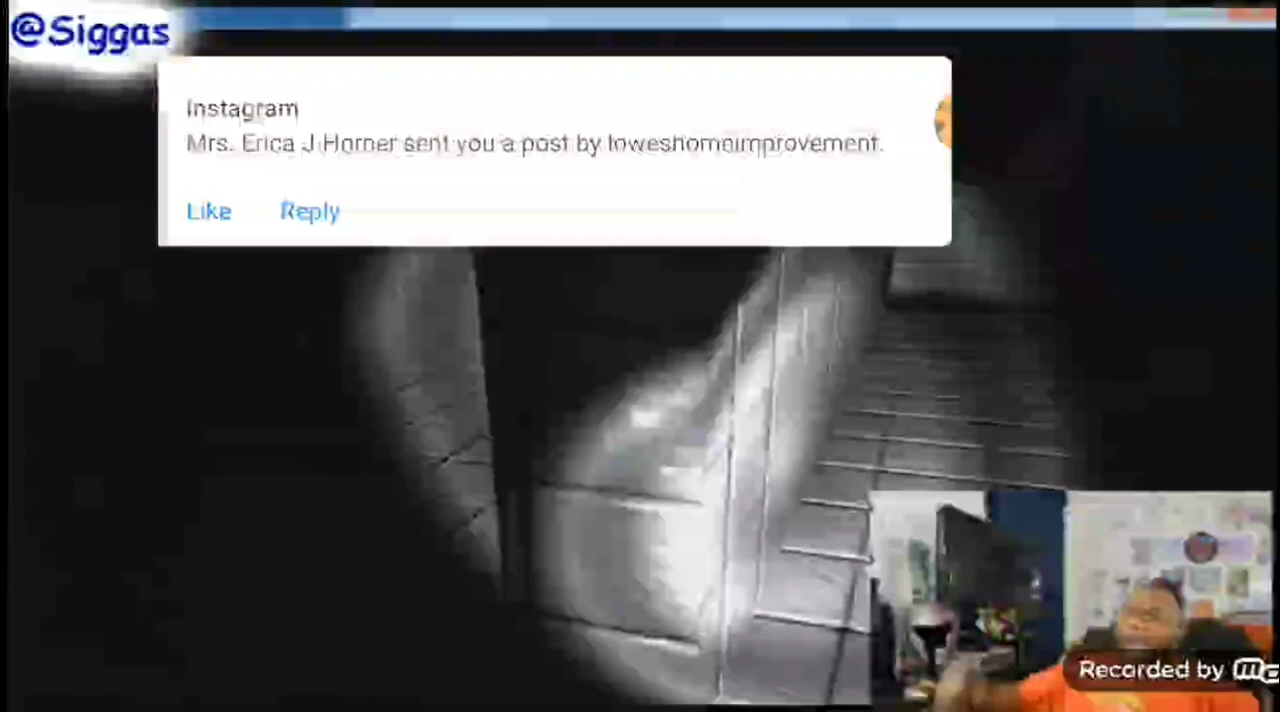 @Siggas
Instagram
Mrs. Erica J Horner sent you a post by loweshomeimprovement.
Like Reply
Recorded by